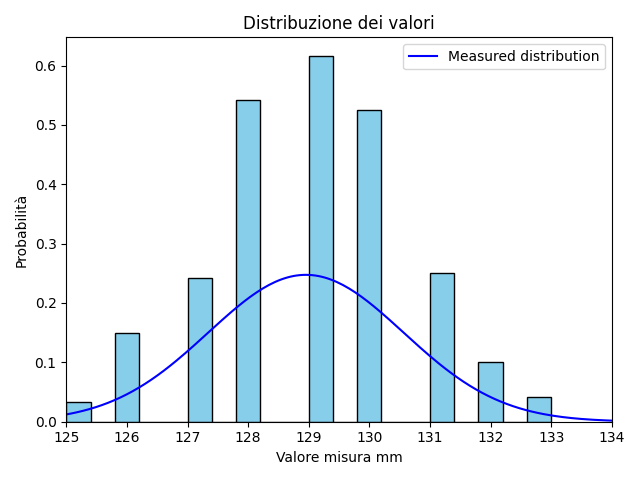 Distribuzione dei valori
Measured distribution
Probabilità
0.6
0.5
0.4
0.3
0.2
0.1
0.0
125 126 127 128 129 130 131 132 133 134
Valore misura mm